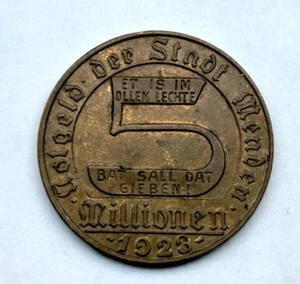 Notgeld · der Stadt Menden
ET IS IM
OLLEN LECHTE
5
BAT SALL DAT
GIEBEN!
Millionen
· 1923 ·